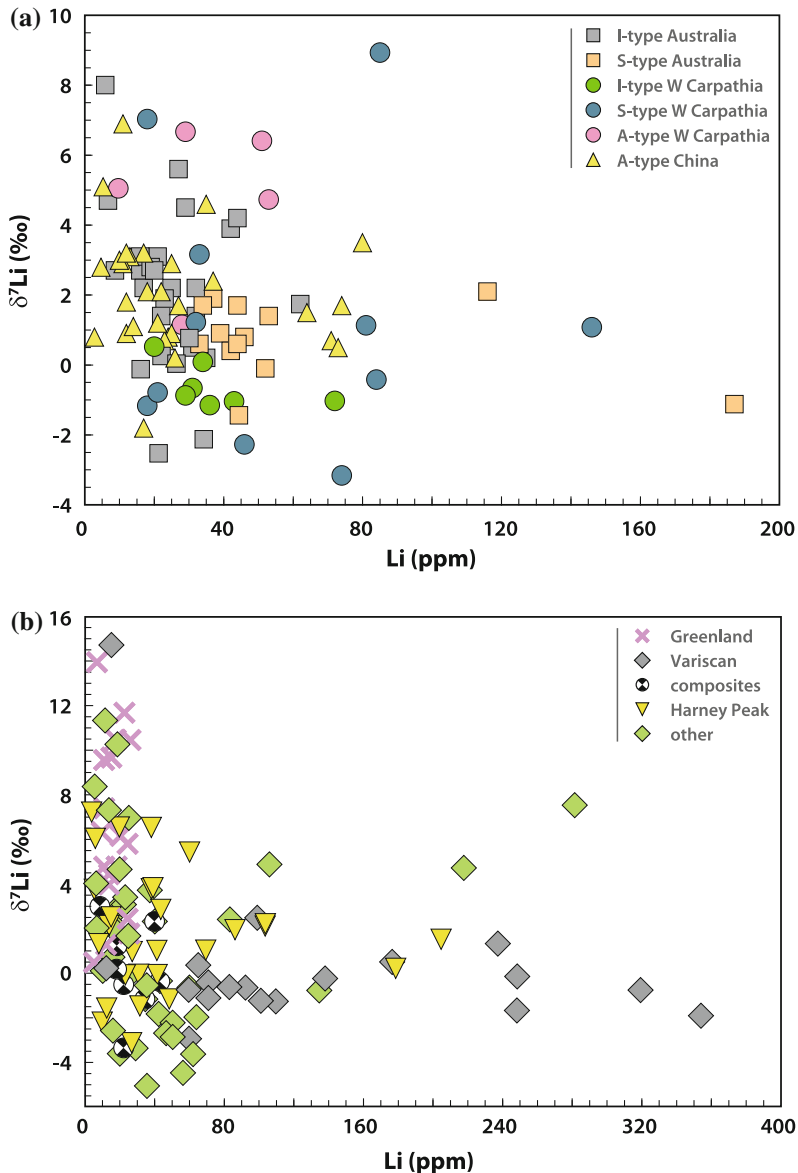 (a)
10
8
6
4
2
0
-2
-4
δ⁷Li (‰)
I-type Australia
S-type Australia
I-type W Carpathia
S-type W Carpathia
A-type W Carpathia
A-type China
0 40 80 120 160 200
Li (ppm)
(b)
16
12
8
4
0
-4
δ⁷Li (‰)
Greenland
Variscan
composites
Harney Peak
other
0 80 160 240 320 400
Li (ppm)